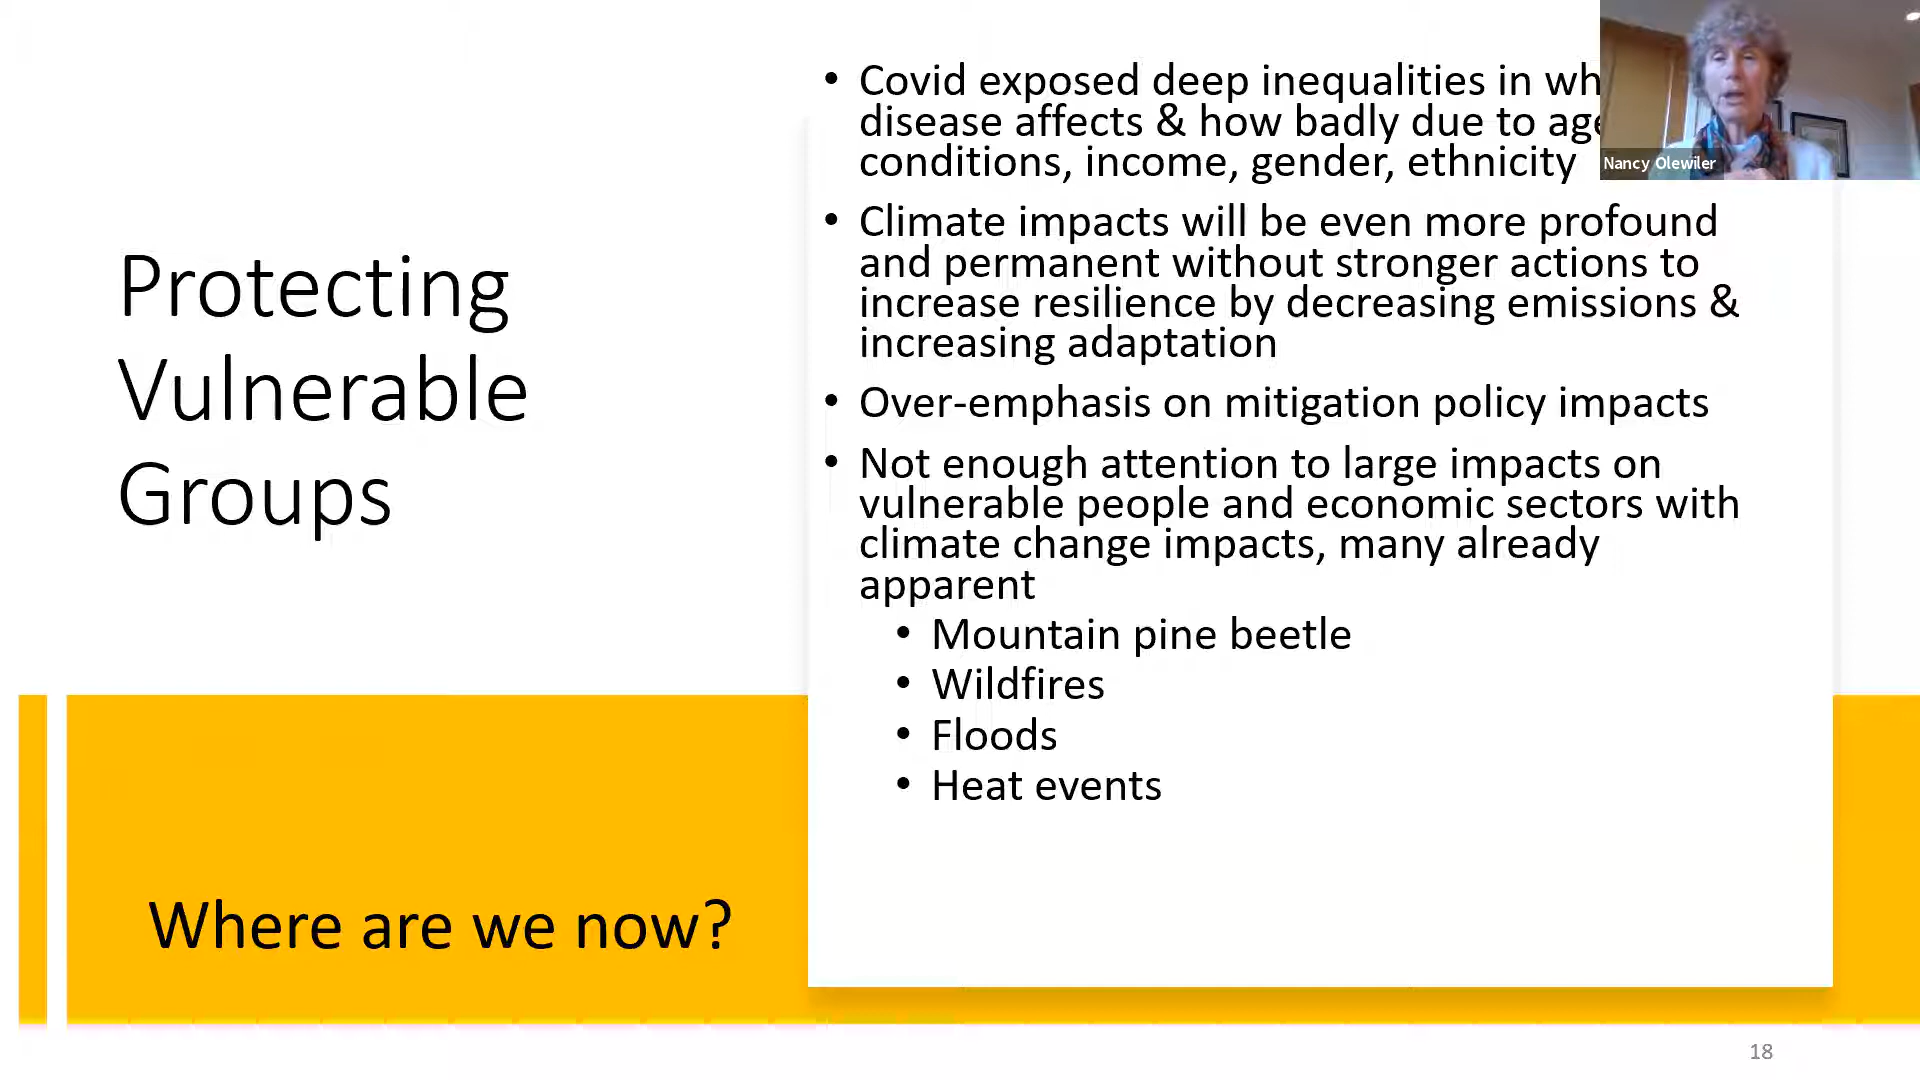 Protecting
Vulnerable
Groups
Where are we now?
• Covid exposed deep inequalities in
disease affects & how badly due to
conditions, income, gender, ethnicity
• Climate impacts will be even more profound
and permanent without stronger actions to
increase resilience by decreasing emissions &
increasing adaptation
• Over-emphasis on mitigation policy impacts
• Not enough attention to large impacts on
vulnerable people and economic sectors with
climate change impacts, many already
apparent
• Mountain pine beetle
• Wildfires
• Floods
• Heat events
Nancy Olewiler
18